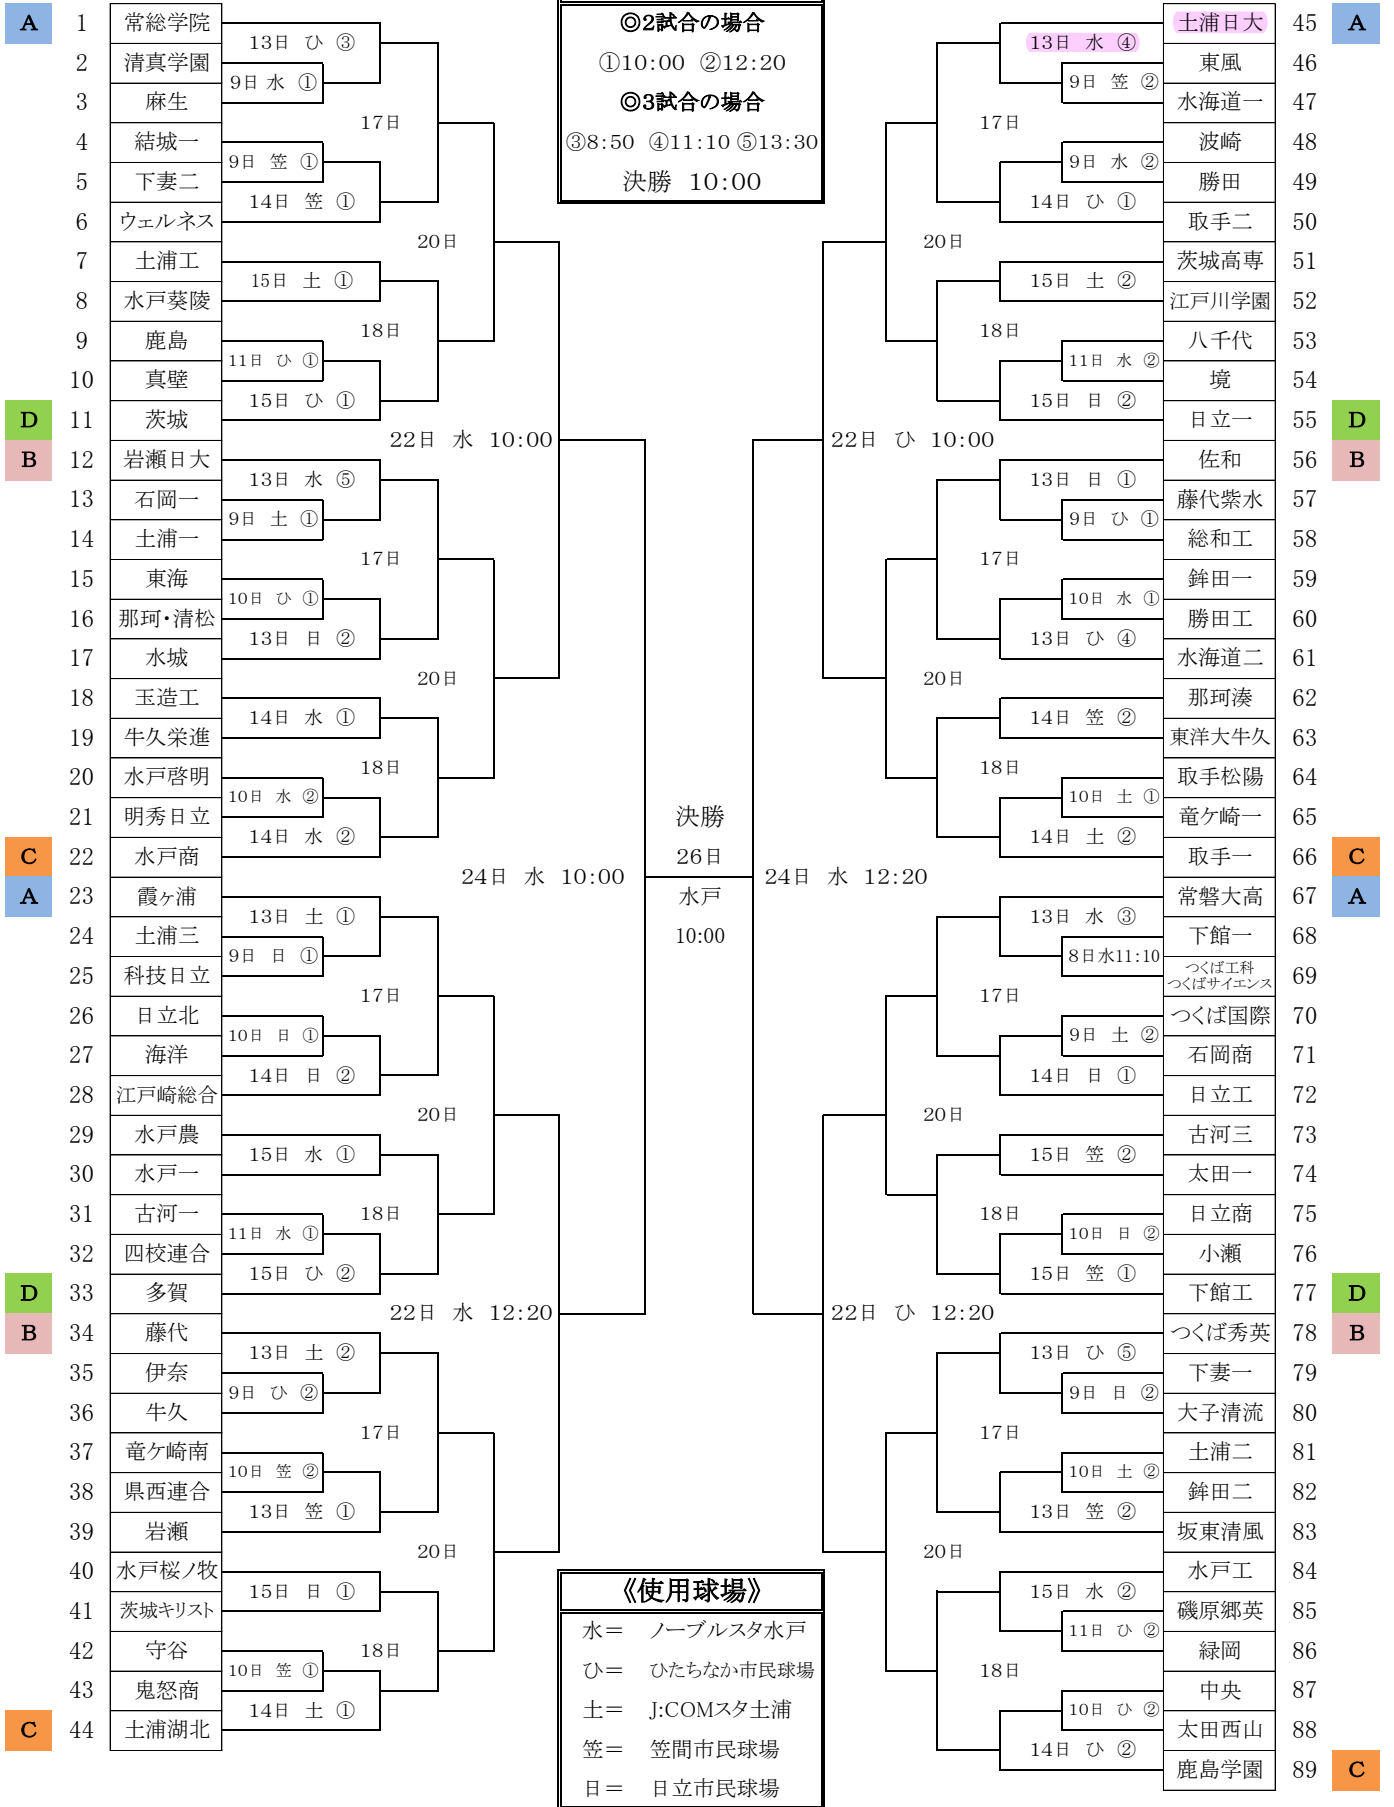 ◎2試合の場合
①10:00 ②12:20
◎3試合の場合
③8:50 ④11:10 ⑤13:30
決勝 10:00
A 1 常総学院
13日 ひ ③
2 清真学園
9日 水 ①
3 麻生
17日
4 結城一
9日 笠 ①
5 下妻二
14日 笠 ①
6 ウェルネス
20日
7 土浦工
15日 土 ①
8 水戸葵陵
18日
9 鹿島
11日 ひ ①
10 真壁
15日 ひ ①
D 11 茨城
22日 水 10:00
B 12 岩瀬日大
13日 水 ⑤
13 石岡一
9日 土 ①
14 土浦一
17日
15 東海
10日 ひ ①
16 那珂・清松
13日 日 ②
17 水城
20日
18 玉造工
14日 水 ①
19 牛久栄進
18日
20 水戸啓明
10日 水 ②
21 明秀日立
14日 水 ②
C 22 水戸商
24日 水 10:00
A 23 霞ヶ浦
13日 土 ①
24 土浦三
9日 日 ①
25 科技日立
17日
26 日立北
10日 日 ①
27 海洋
14日 日 ②
28 江戸崎総合
20日
29 水戸農
15日 水 ①
30 水戸一
18日
31 古河一
11日 水 ①
32 四校連合
15日 ひ ②
D 33 多賀
22日 水 12:20
B 34 藤代
13日 土 ②
35 伊奈
9日 ひ ②
36 牛久
17日
37 竜ケ崎南
10日 笠 ②
38 県西連合
13日 笠 ①
39 岩瀬
20日
40 水戸桜ノ牧
15日 日 ①
41 茨城キリスト
18日
42 守谷
10日 笠 ①
43 鬼怒商
14日 土 ①
C 44 土浦湖北
決勝
26日
水戸
10:00
土浦日大 45 A
13日 水 ④
東風 46
9日 笠 ②
水海道一 47
17日
波崎 48
9日 水 ②
勝田 49
14日 ひ ①
取手二 50
20日
茨城高専 51
15日 土 ②
江戸川学園 52
18日
八千代 53
11日 水 ②
境 54
15日 日 ②
日立一 55 D
22日 ひ 10:00
佐和 56 B
13日 日 ①
藤代紫水 57
9日 ひ ①
総和工 58
17日
鉾田一 59
10日 水 ①
勝田工 60
13日 ひ ④
水海道二 61
20日
那珂湊 62
14日 笠 ②
東洋大牛久 63
18日
取手松陽 64
10日 土 ①
竜ケ崎一 65
14日 土 ②
取手一 66 C
24日 水 12:20
常磐大高 67 A
13日 水 ③
下館一 68
8日水11:10
つくば工科
つくばサイエンス 69
17日
つくば国際 70
9日 土 ②
石岡商 71
14日 日 ①
日立工 72
20日
古河三 73
15日 笠 ②
太田一 74
18日
日立商 75
10日 日 ②
小瀬 76
15日 笠 ①
下館工 77 D
22日 ひ 12:20
つくば秀英 78 B
13日 ひ ⑤
下妻一 79
9日 日 ②
大子清流 80
17日
土浦二 81
10日 土 ②
鉾田二 82
13日 笠 ②
坂東清風 83
20日
水戸工 84
15日 水 ②
磯原郷英 85
11日 ひ ②
緑岡 86
18日
中央 87
10日 ひ ②
太田西山 88
14日 ひ ②
鹿島学園 89 C
《使用球場》
水＝ ノーブルスタ水戸
ひ＝ ひたちなか市民球場
土＝ J:COMスタ土浦
笠＝ 笠間市民球場
日＝ 日立市民球場